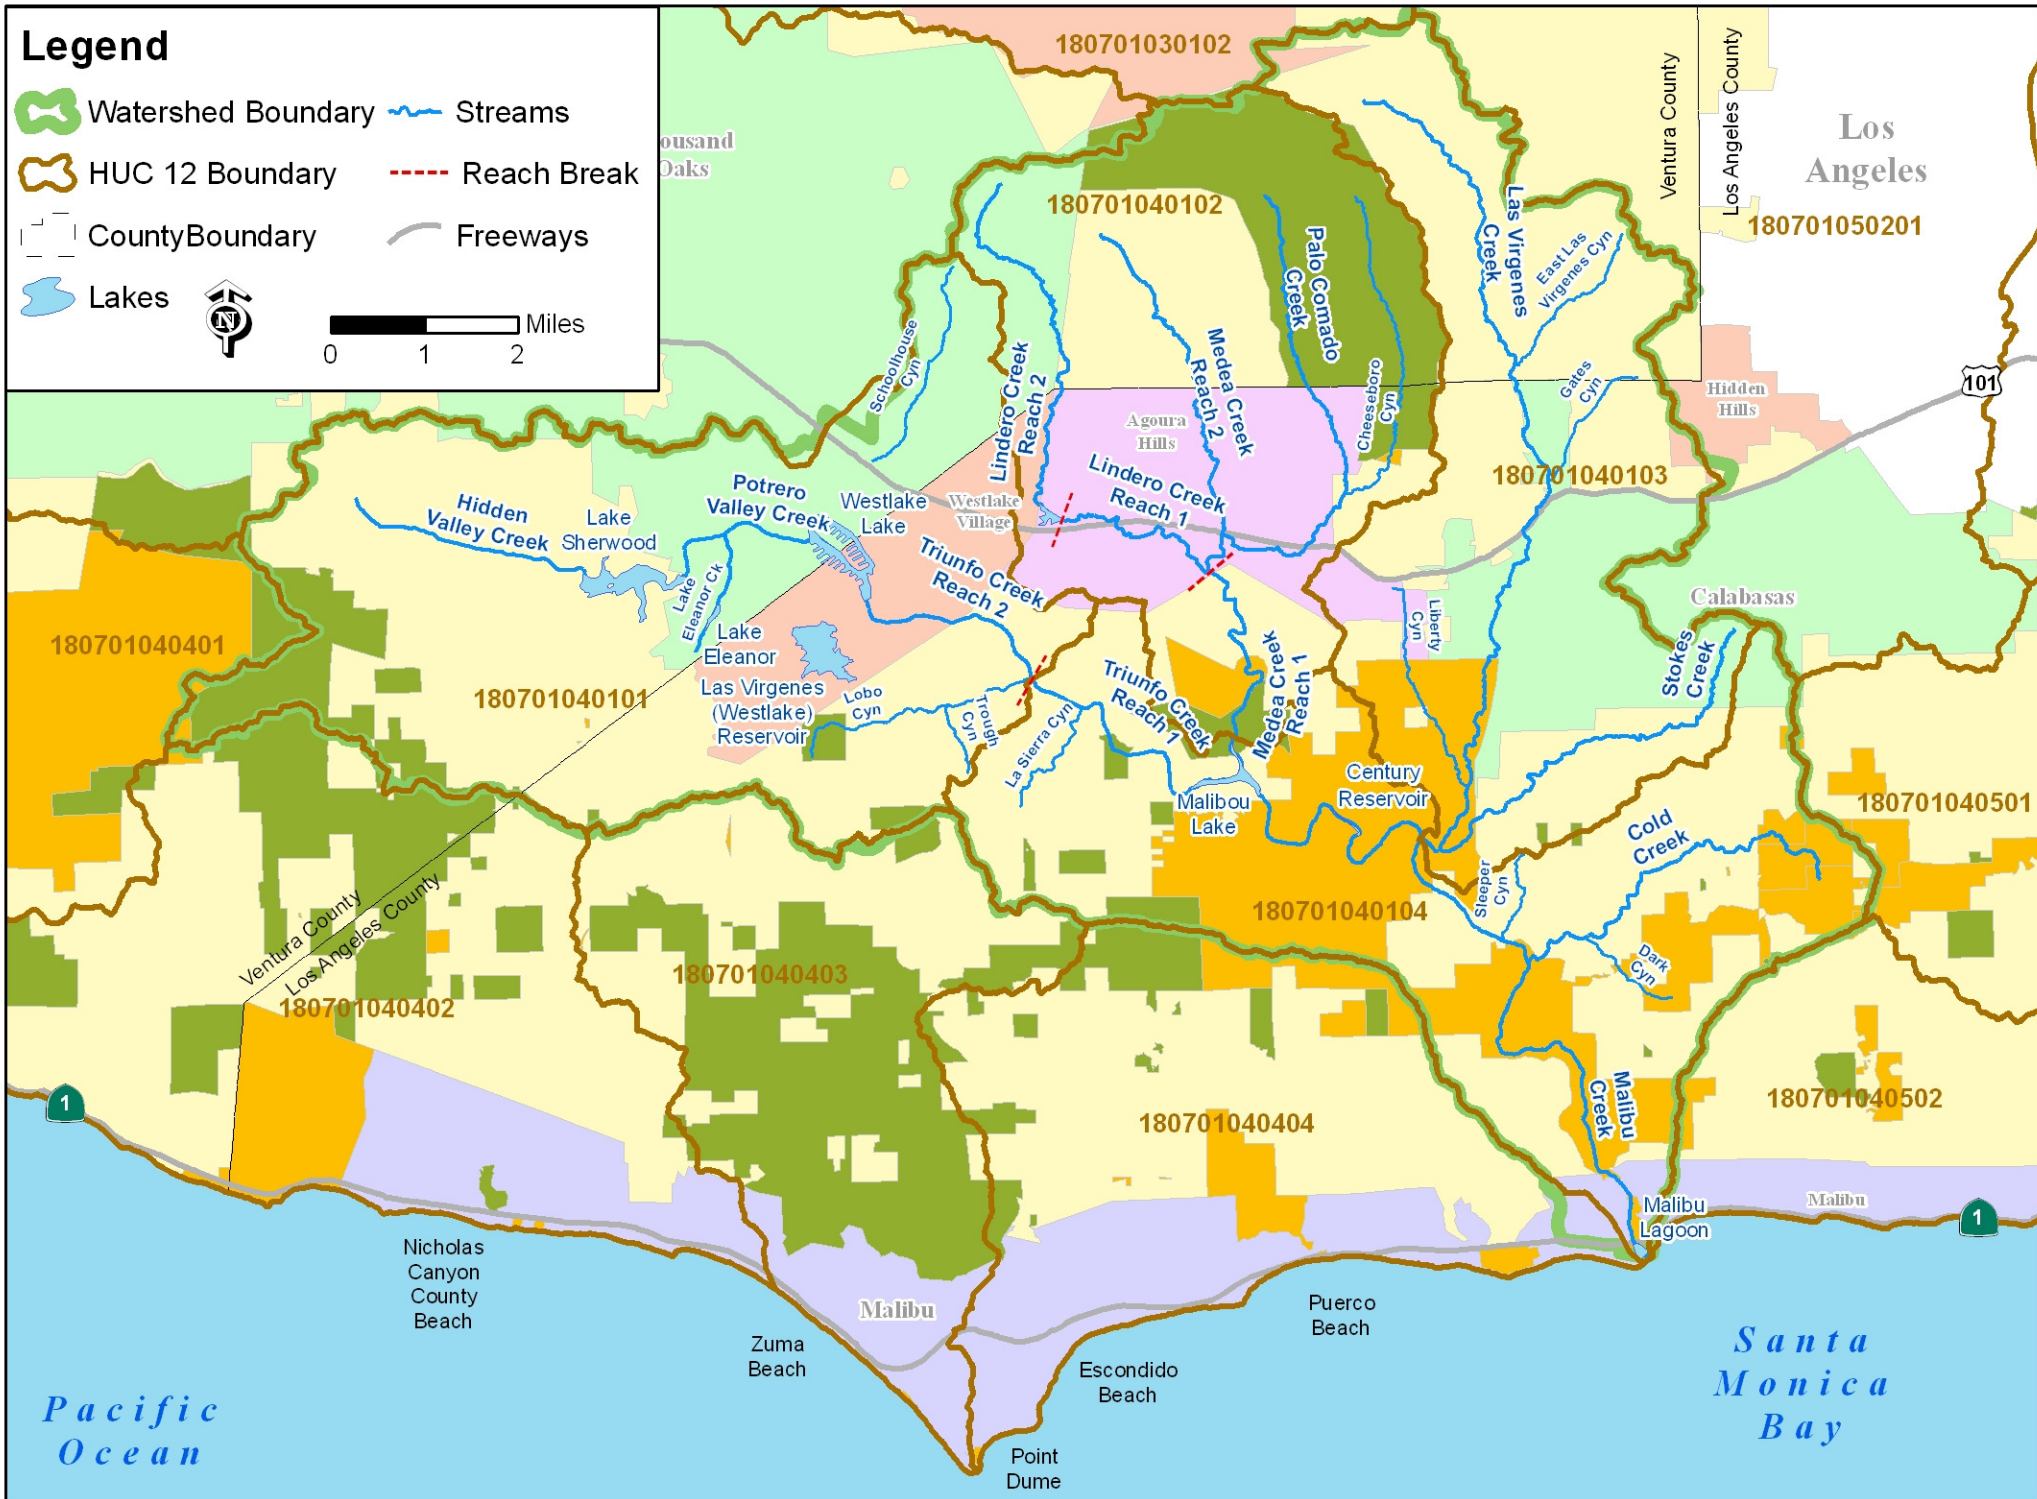 Legend
Watershed Boundary
Streams
HUC 12 Boundary
Reach Break
CountyBoundary
Freeways
Lakes
N
Miles
0 1 2
ousand
Oaks
180701030102
Ventura County
Los Angeles County
Los
Angeles
180701050201
180701040102
Las Virgenes
Creek
East Las
Virgenes Cyn
Palo Comado
Creek
Schoolhouse
Cyn
Lindero Creek
Reach 2
Medea Creek
Reach 2
Cheeseboro
Cyn
Gates
Cyn
Hidden
Hills
101
Agoura
Hills
180701040103
Lindero Creek
Reach 1
Hidden
Valley Creek
Lake
Sherwood
Potrero
Valley Creek
Westlake
Lake
Westlake
Village
Triunfo Creek
Reach 2
Lake
Eleanor Ck
Lake
Eleanor
Las Virgenes
(Westlake)
Reservoir
Lobo
Cyn
Trough
Cyn
La Sierra Cyn
Triunfo Creek
Reach 1
Medea Creek
Reach 1
Liberty
Cyn
Calabasas
Stokes
Creek
180701040401
180701040101
Malibou
Lake
Century
Reservoir
180701040501
Cold
Creek
Sleeper
Cyn
Dark
Cyn
180701040104
Ventura County
Los Angeles County
180701040402
180701040403
180701040404
180701040502
Malibu
Creek
1
Malibu
Lagoon
Malibu
1
Nicholas
Canyon
County
Beach
Malibu
Zuma
Beach
Escondido
Beach
Puerco
Beach
Point
Dume
Pacific
Ocean
Santa
Monica
Bay